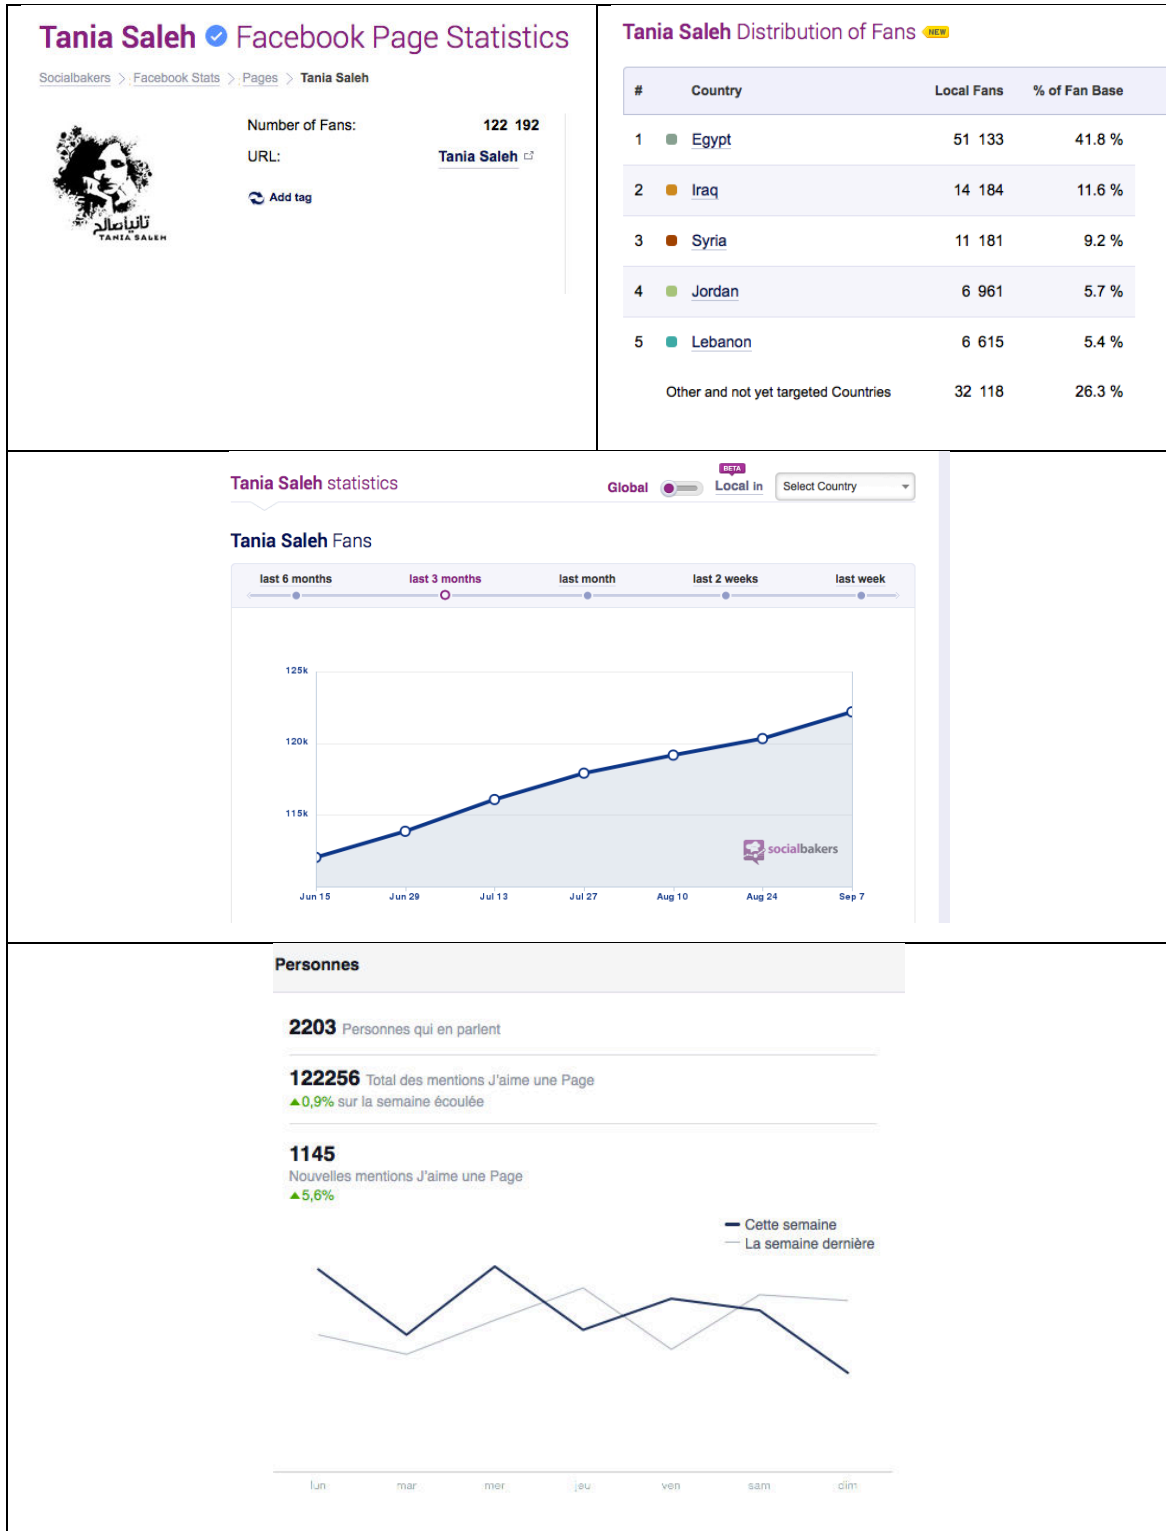 Tania Saleh Facebook Page Statistics
Socialbakers > Facebook Stats > Pages > Tania Saleh
Number of Fans: 122 192
URL: Tania Saleh
Add tag
تانيا صالح
TANIA SALEH
Tania Saleh Distribution of Fans NEW
# Country Local Fans % of Fan Base
1 Egypt 51 133 41.8 %
2 Iraq 14 184 11.6 %
3 Syria 11 181 9.2 %
4 Jordan 6 961 5.7 %
5 Lebanon 6 615 5.4 %
Other and not yet targeted Countries 32 118 26.3 %
BETA
Tania Saleh statistics Global Local in Select Country
Tania Saleh Fans
last 6 months last 3 months last month last 2 weeks last week
125k
120k
115k
socialbakers
Jun 15 Jun 29 Jul 13 Jul 27 Aug 10 Aug 24 Sep 7
Personnes
2203 Personnes qui en parlent
122256 Total des mentions J'aime une Page
0,9% sur la semaine écoulée
1145
Nouvelles mentions J'aime une Page
5,6%
Cette semaine
La semaine dernière
lun mar mer jeu ven sam dim